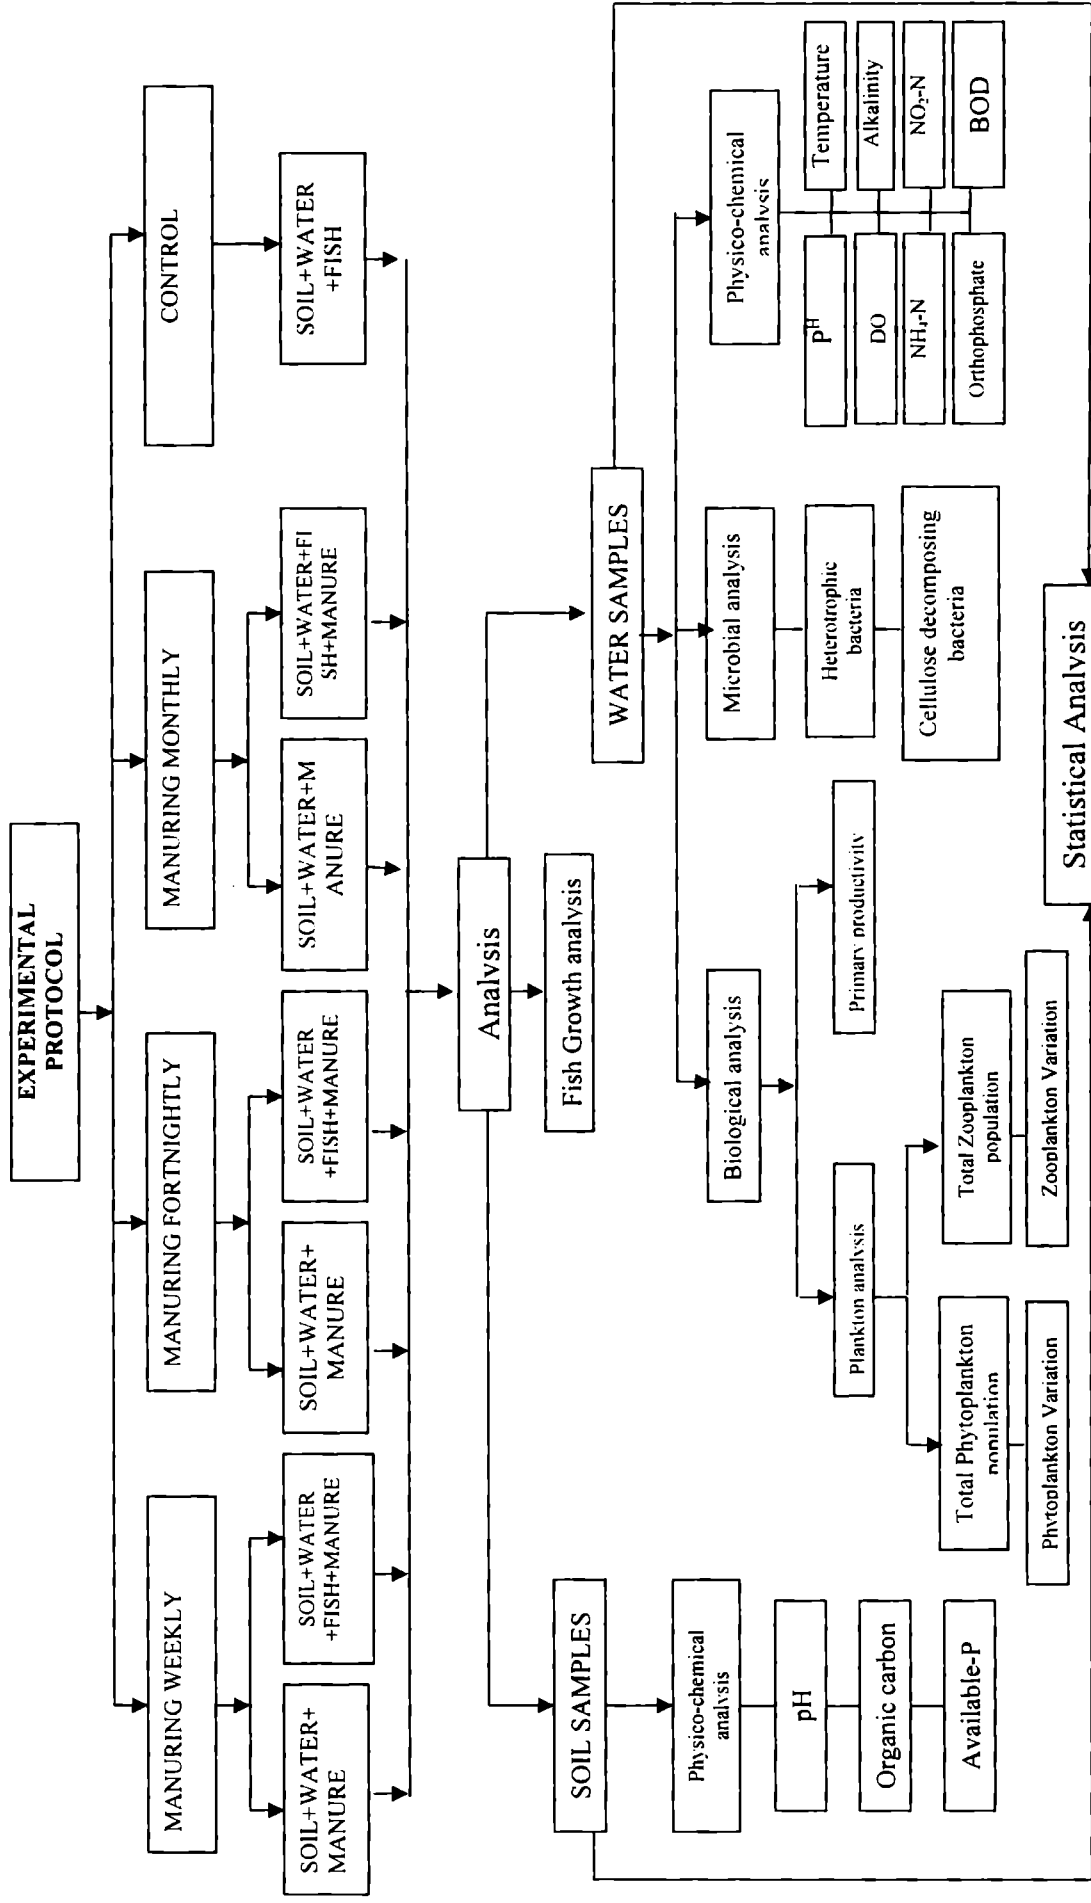 EXPERIMENTAL
PROTOCOL
MANURING WEEKLY
MANURING FORTNIGHTLY
MANURING MONTHLY
CONTROL
SOIL+WATER+
MANURE
SOIL+WATER
+FISH+MANURE
SOIL+WATER+
MANURE
SOIL+WATER
+FISH+MANURE
SOIL+WATER+M
ANURE
SOIL+WATER+FI
SH+MANURE
SOIL+WATER
+FISH
Analysis
Fish Growth analysis
SOIL SAMPLES
WATER SAMPLES
Physico-chemical
analysis
pH
Organic carbon
Available-P
Biological analysis
Microbial analysis
Physico-chemical
analysis
Plankton analysis
Primary productivity
Total Phytoplankton
population
Total Zooplankton
population
Phytoplankton Variation
Zooplankton Variation
Heterotrophic
bacteria
Cellulose decomposing
bacteria
P^H
Temperature
DO
Alkalinity
NH₄-N
NO₂-N
Orthophosphate
BOD
Statistical Analysis